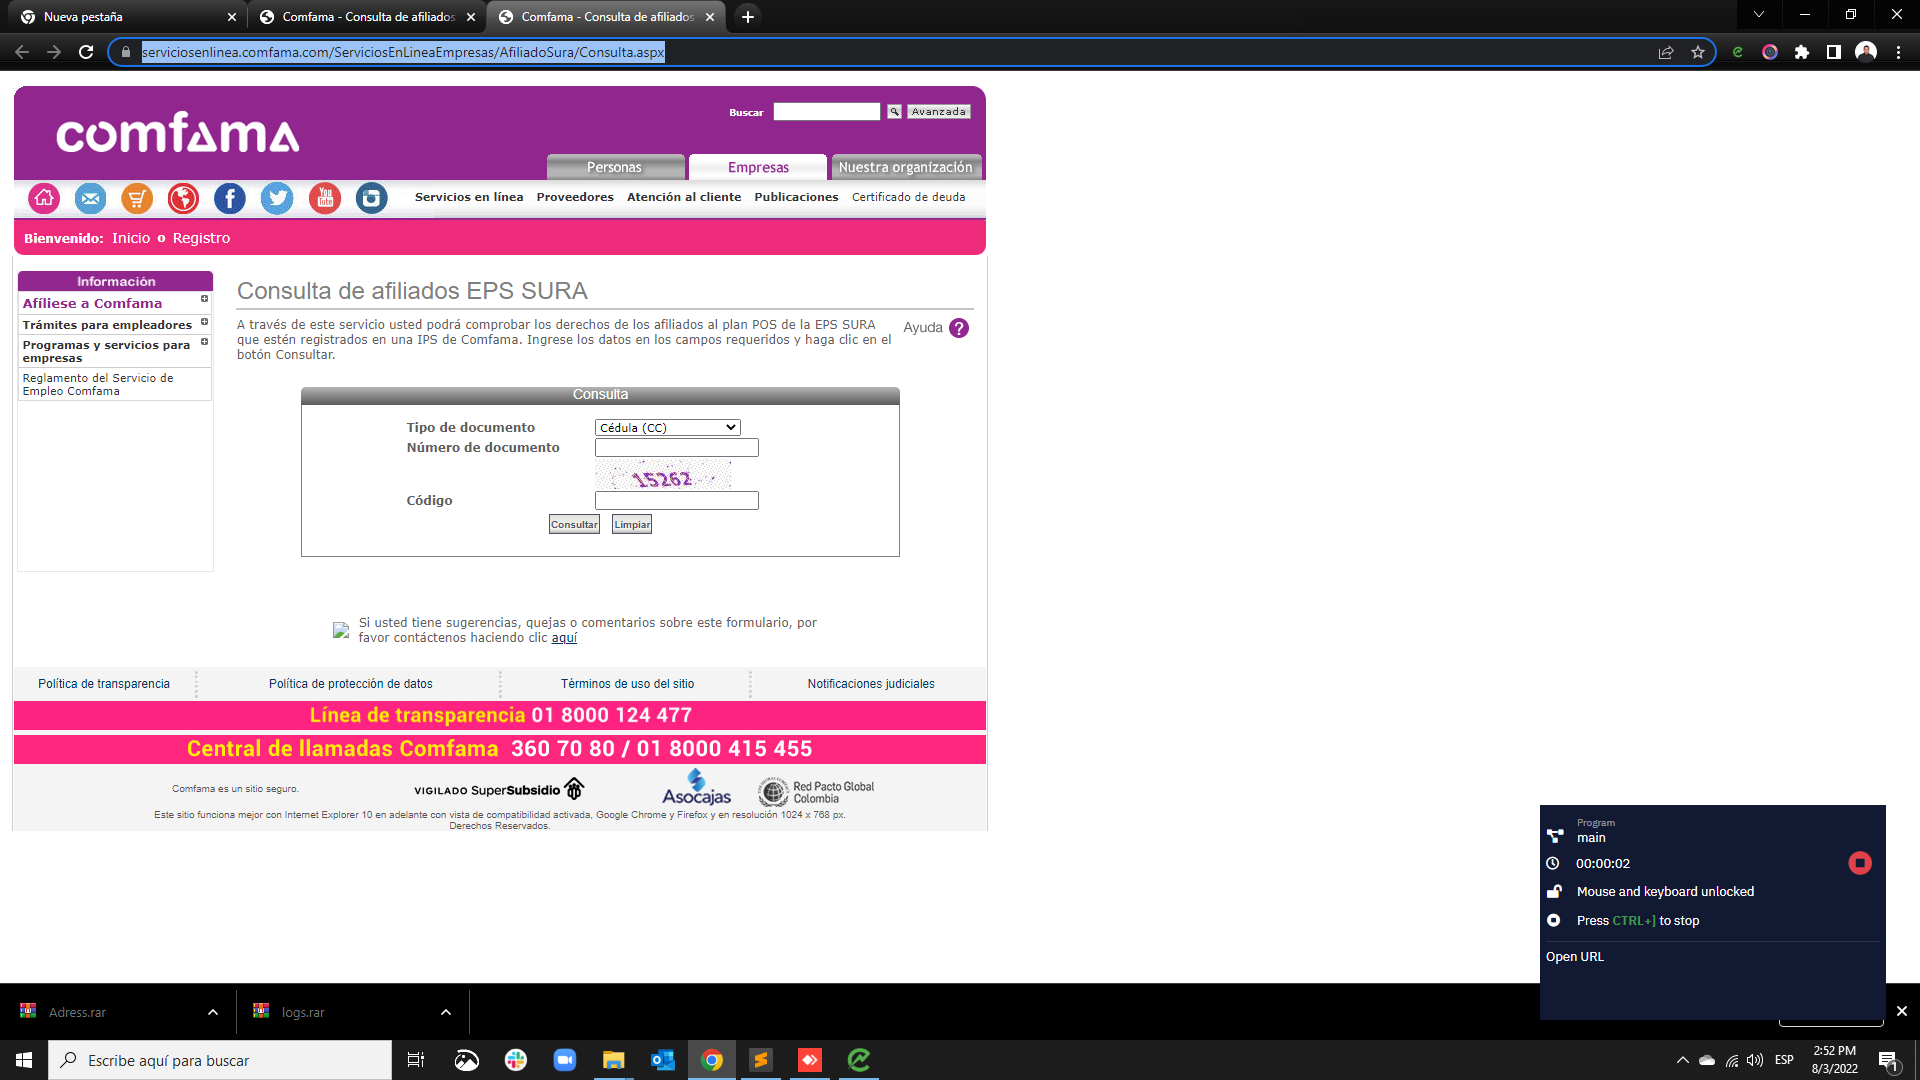 Nueva pestaña
Comfama - Consulta de afiliados
Comfama - Consulta de afiliados
serviciosenlinea.comfama.com/ServiciosEnLineaEmpresas/AfiliadoSura/Consulta.aspx
comfama
Buscar
Avanzada
Personas
Empresas
Nuestra organización
You Tube
Servicios en línea
Proveedores
Atención al cliente
Publicaciones
Certificado de deuda
Bienvenido: Inicio o Registro
Información
Afíliese a Comfama
Trámites para empleadores
Programas y servicios para
empresas
Reglamento del Servicio de
Empleo Comfama
Consulta de afiliados EPS SURA
A través de este servicio usted podrá comprobar los derechos de los afiliados al plan POS de la EPS SURA
que estén registrados en una IPS de Comfama. Ingrese los datos en los campos requeridos y haga clic en el
botón Consultar.
Ayuda ?
Consulta
Tipo de documento
Cédula (CC)
Número de documento
15262
Código
Consultar
Limpiar
Si usted tiene sugerencias, quejas o comentarios sobre este formulario, por
favor contáctenos haciendo clic aquí
Política de transparencia
Política de protección de datos
Términos de uso del sitio
Notificaciones judiciales
Línea de transparencia 01 8000 124 477
Central de llamadas Comfama 360 70 80 / 01 8000 415 455
Comfama es un sitio seguro.
VIGILADO SuperSubsidio
Asocajas
Red Pacto Global
Colombia
Este sitio funciona mejor con Internet Explorer 10 en adelante con vista de compatibilidad activada, Google Chrome y Firefox y en resolución 1024 x 768 px.
Derechos Reservados.
Program
main
00:00:02
Mouse and keyboard unlocked
Press CTRL+] to stop
Open URL
Adress.rar
logs.rar
Escribe aquí para buscar
ESP
2:52 PM
8/3/2022
1